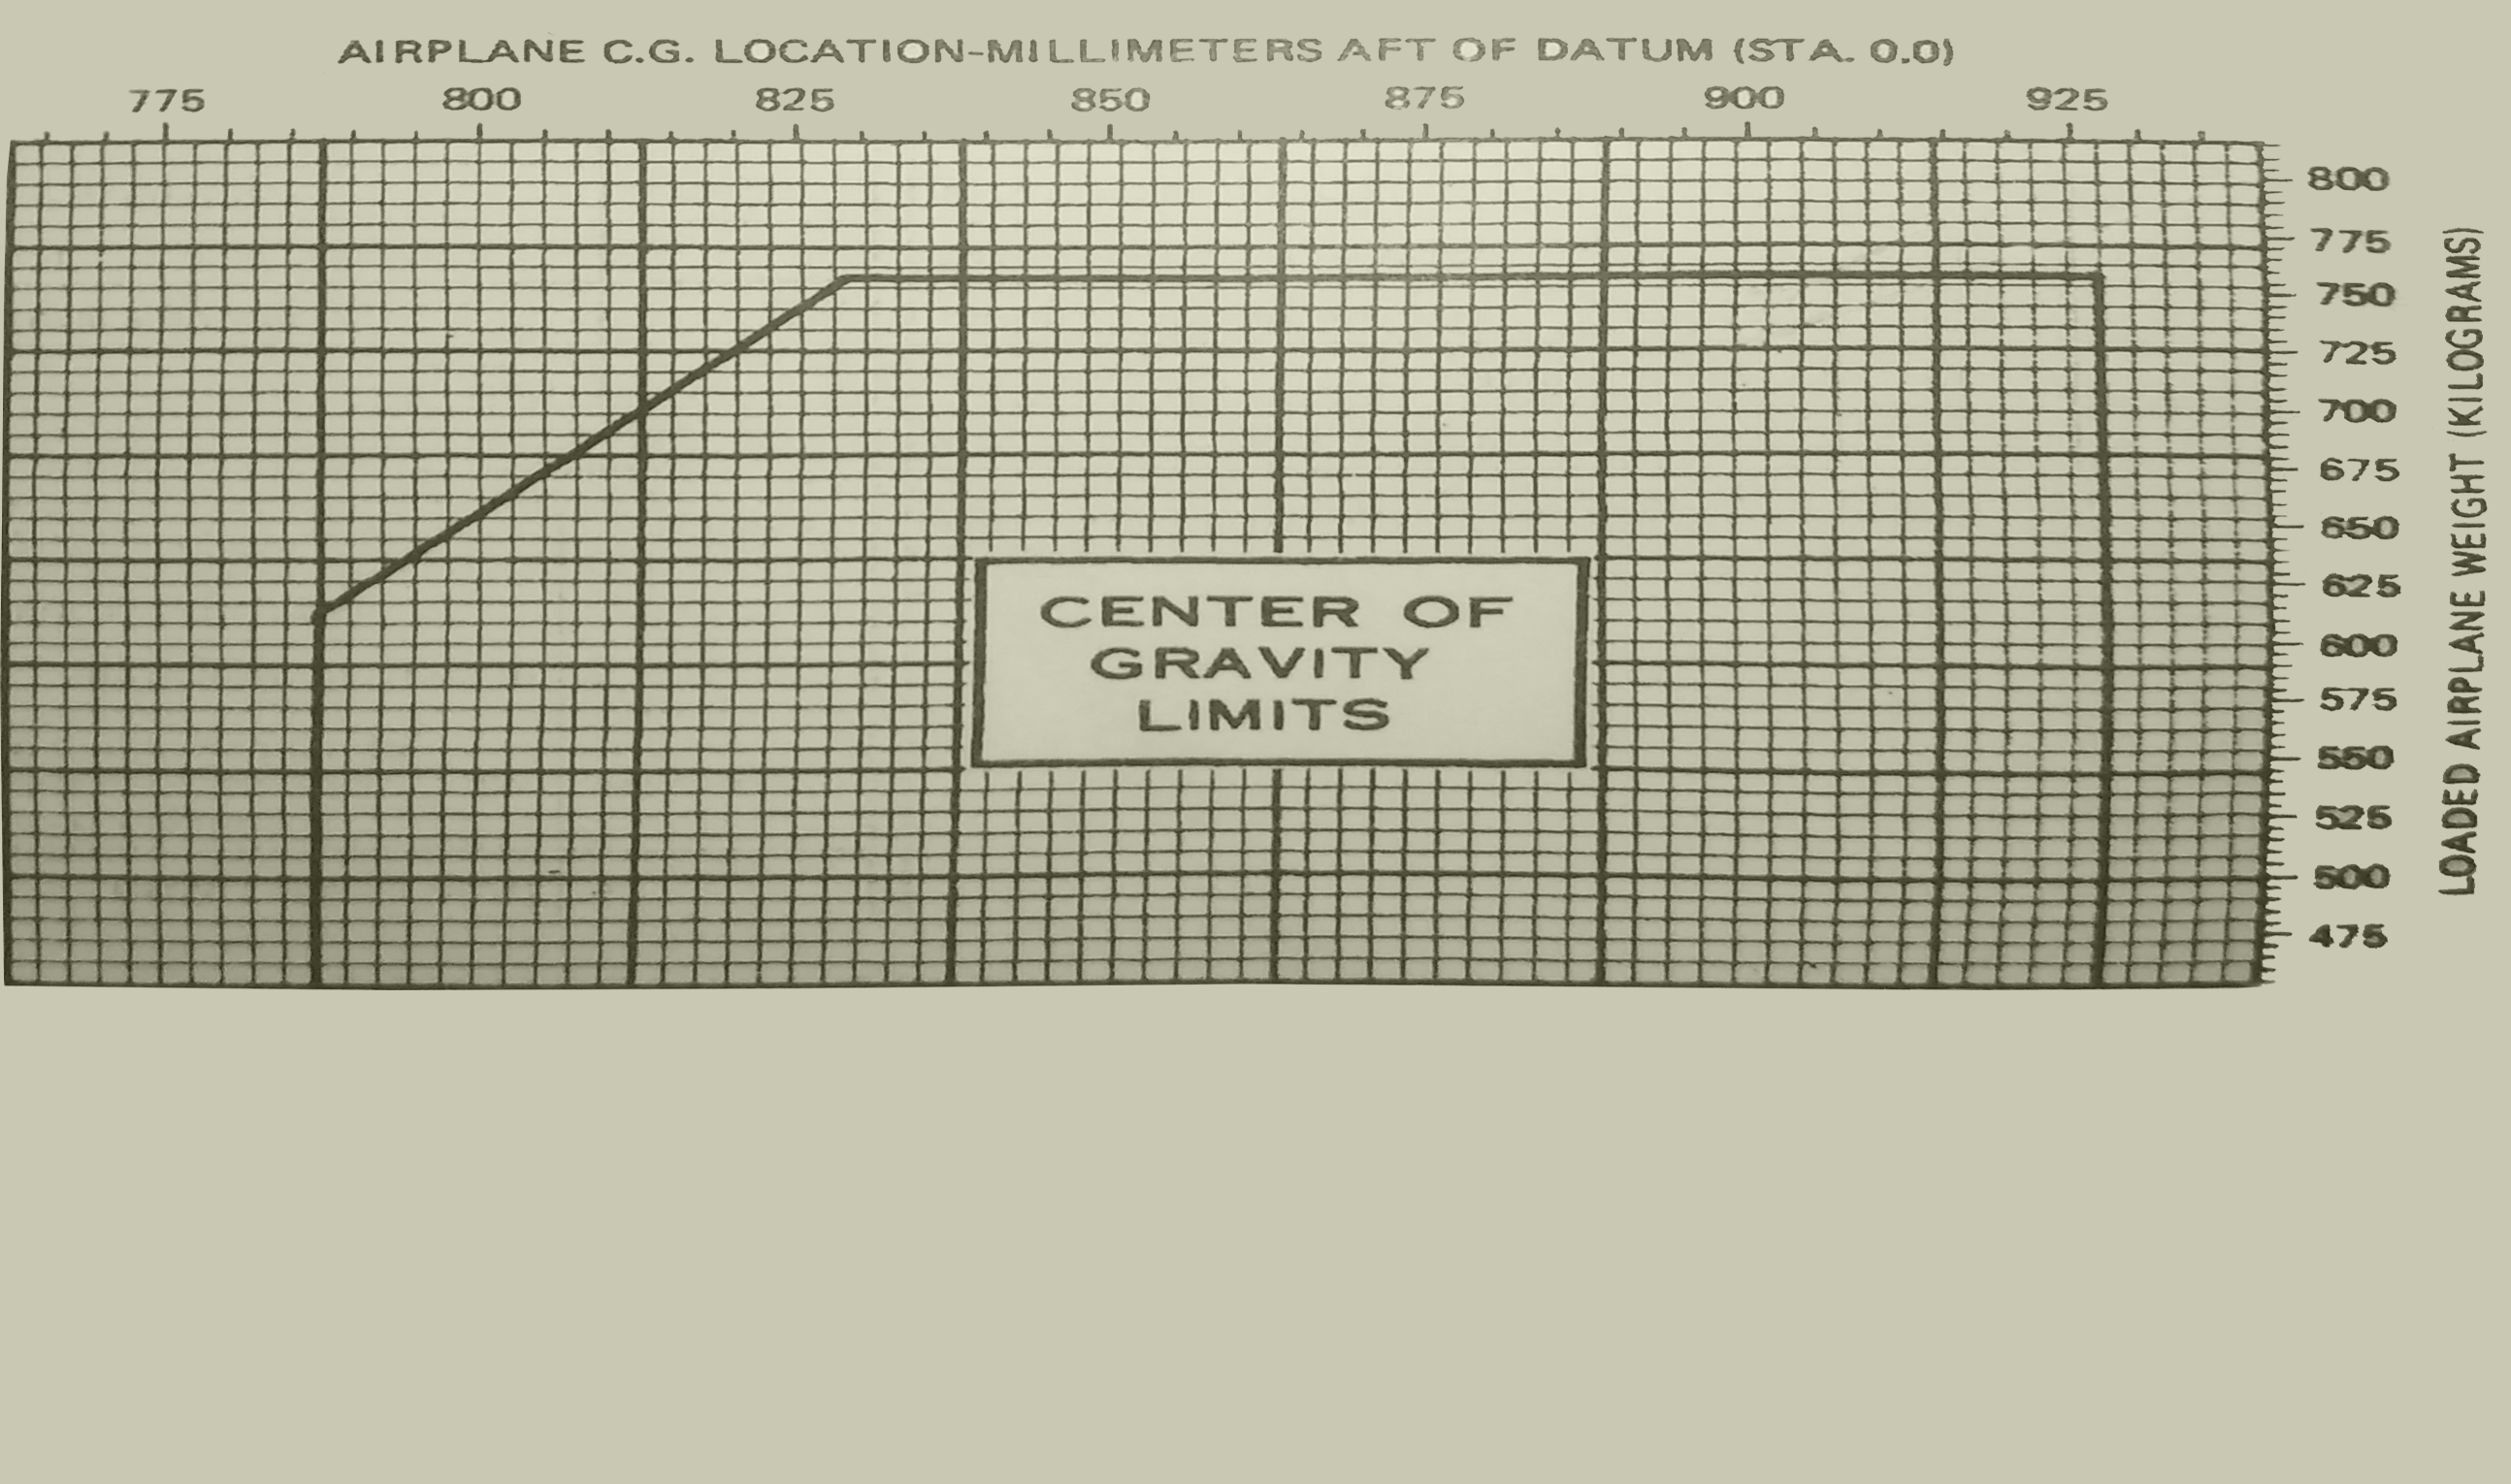 AIRPLANE C.G. LOCATION-MILLIMETERS AFT OF DATUM (STA. 0.0)
775 800 825 850 875 900 925
800
775
750
725
700
675
650
625
600
575
550
525
500
475
LOADED AIRPLANE WEIGHT (KILOGRAMS)
CENTER OF
GRAVITY
LIMITS